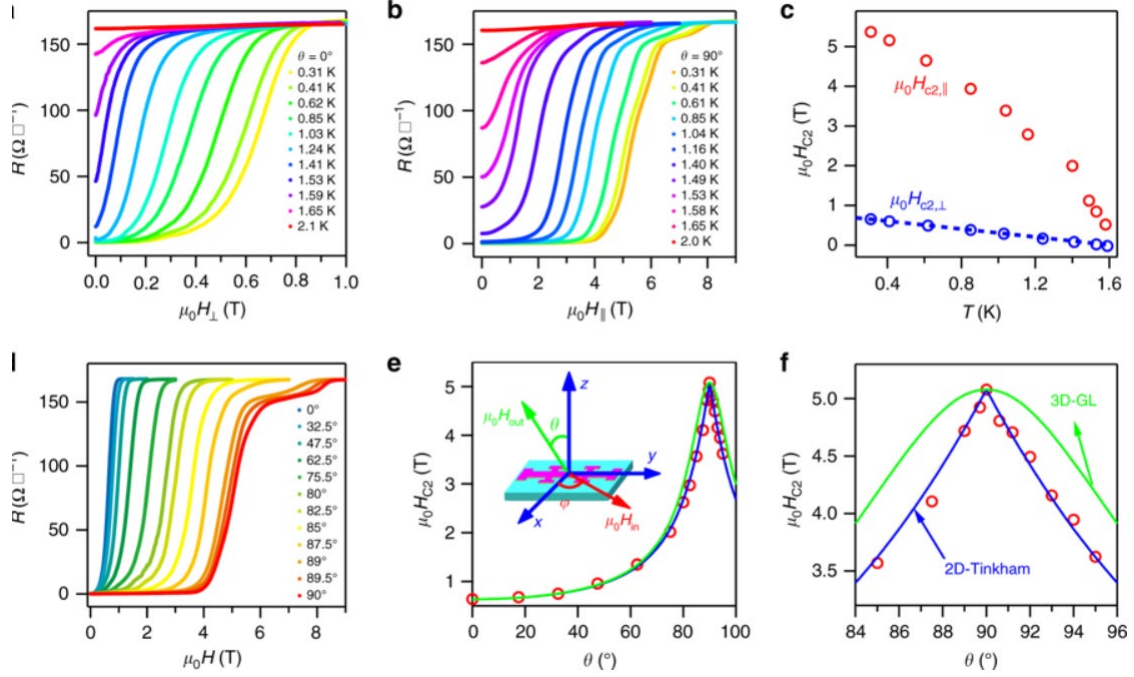 b
c
R (Ω □⁻¹)
150
100
50
0
θ = 0°
0.31 K
0.41 K
0.62 K
0.85 K
1.03 K
1.24 K
1.41 K
1.53 K
1.59 K
1.65 K
2.1 K
0.0 0.2 0.4 0.6 0.8 1.0
μ₀H⊥ (T)
R (Ω □⁻¹)
150
100
50
0
θ = 90°
0.31 K
0.41 K
0.61 K
0.85 K
1.04 K
1.16 K
1.40 K
1.49 K
1.53 K
1.58 K
1.65 K
2.0 K
0 2 4 6 8
μ₀H∥ (T)
μ₀H_C2 (T)
5
4
3
2
1
0
μ₀H_c2,∥
μ₀H_c2,⊥
0.4 0.8 1.2 1.6
T (K)
e
f
R (Ω □⁻¹)
150
100
50
0
0°
32.5°
47.5°
62.5°
75.5°
80°
82.5°
85°
87.5°
89°
89.5°
90°
0 2 4 6 8
μ₀H (T)
μ₀H_C2 (T)
5
4
3
2
1
z
μ₀H_out
θ
y
φ
x
μ₀H_in
0 20 40 60 80 100
θ (°)
μ₀H_C2 (T)
5.0
4.5
4.0
3.5
3D-GL
2D-Tinkham
84 86 88 90 92 94 96
θ (°)